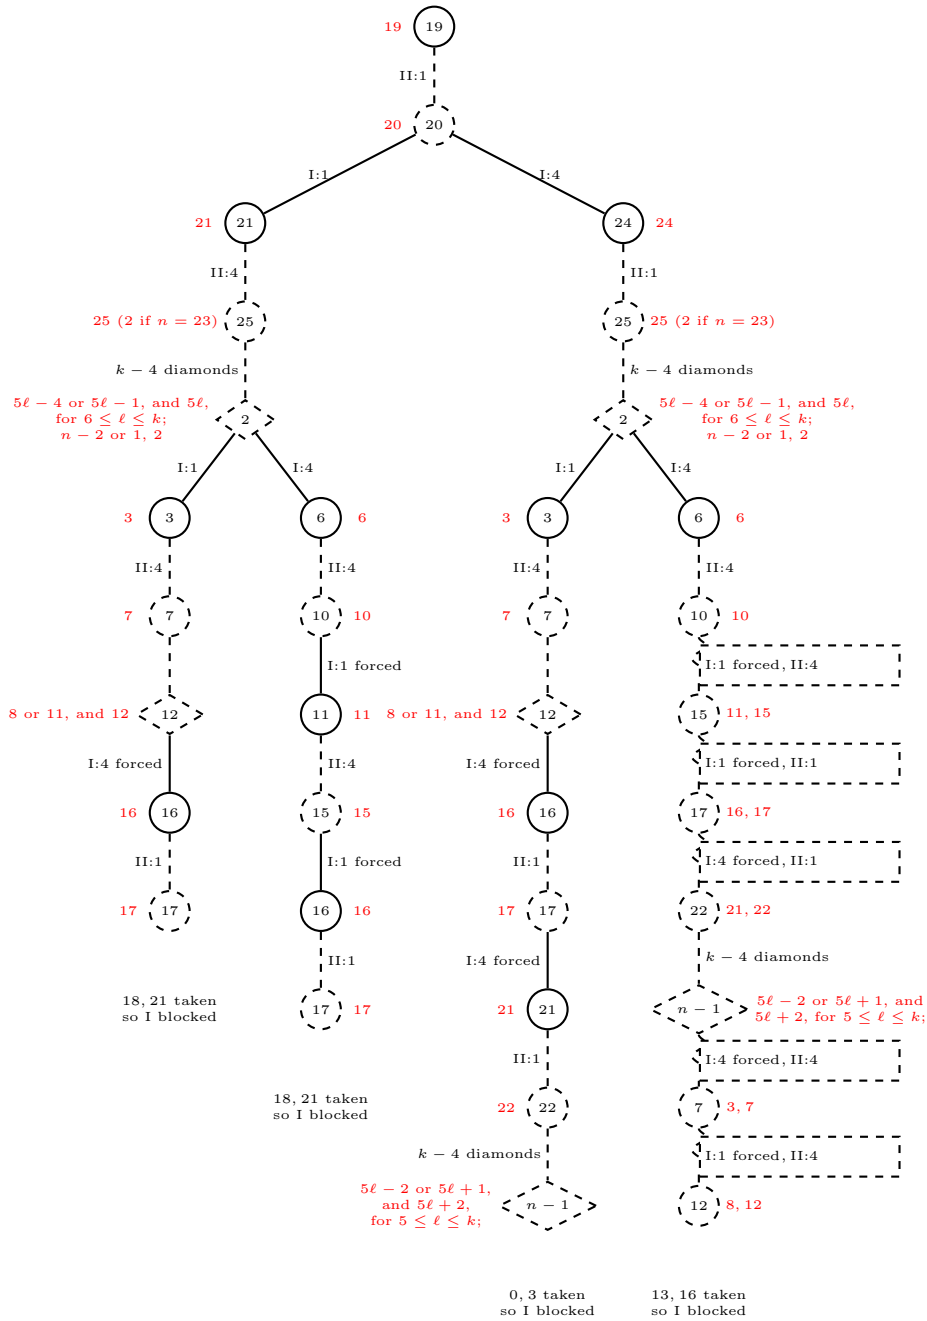 19 19
II:1
20 20
I:1 I:4
21 21 24 24
II:4 II:1
25 (2 if n = 23) 25 25 25 (2 if n = 23)
k − 4 diamonds k − 4 diamonds
5ℓ − 4 or 5ℓ − 1, and 5ℓ,
for 6 ≤ ℓ ≤ k;
n − 2 or 1, 2
2 2
5ℓ − 4 or 5ℓ − 1, and 5ℓ,
for 6 ≤ ℓ ≤ k;
n − 2 or 1, 2
I:1 I:4 I:1 I:4
3 3 6 6 3 3 6 6
II:4 II:4 II:4 II:4
7 7 10 10 7 7 10 10
I:1 forced I:1 forced, II:4
8 or 11, and 12 12 11 11 8 or 11, and 12 12 15 11, 15
I:4 forced II:4 I:4 forced I:1 forced, II:1
16 16 15 15 16 16 17 16, 17
II:1 I:1 forced II:1 I:4 forced, II:1
17 17 16 16 17 17 22 21, 22
II:1 I:4 forced k − 4 diamonds
18, 21 taken
so I blocked
17 17 21 21 n − 1
5ℓ − 2 or 5ℓ + 1, and
5ℓ + 2, for 5 ≤ ℓ ≤ k;
II:1 I:4 forced, II:4
18, 21 taken
so I blocked
22 22 7 3, 7
k − 4 diamonds I:1 forced, II:4
5ℓ − 2 or 5ℓ + 1,
and 5ℓ + 2,
for 5 ≤ ℓ ≤ k;
n − 1 12 8, 12
0, 3 taken
so I blocked
13, 16 taken
so I blocked